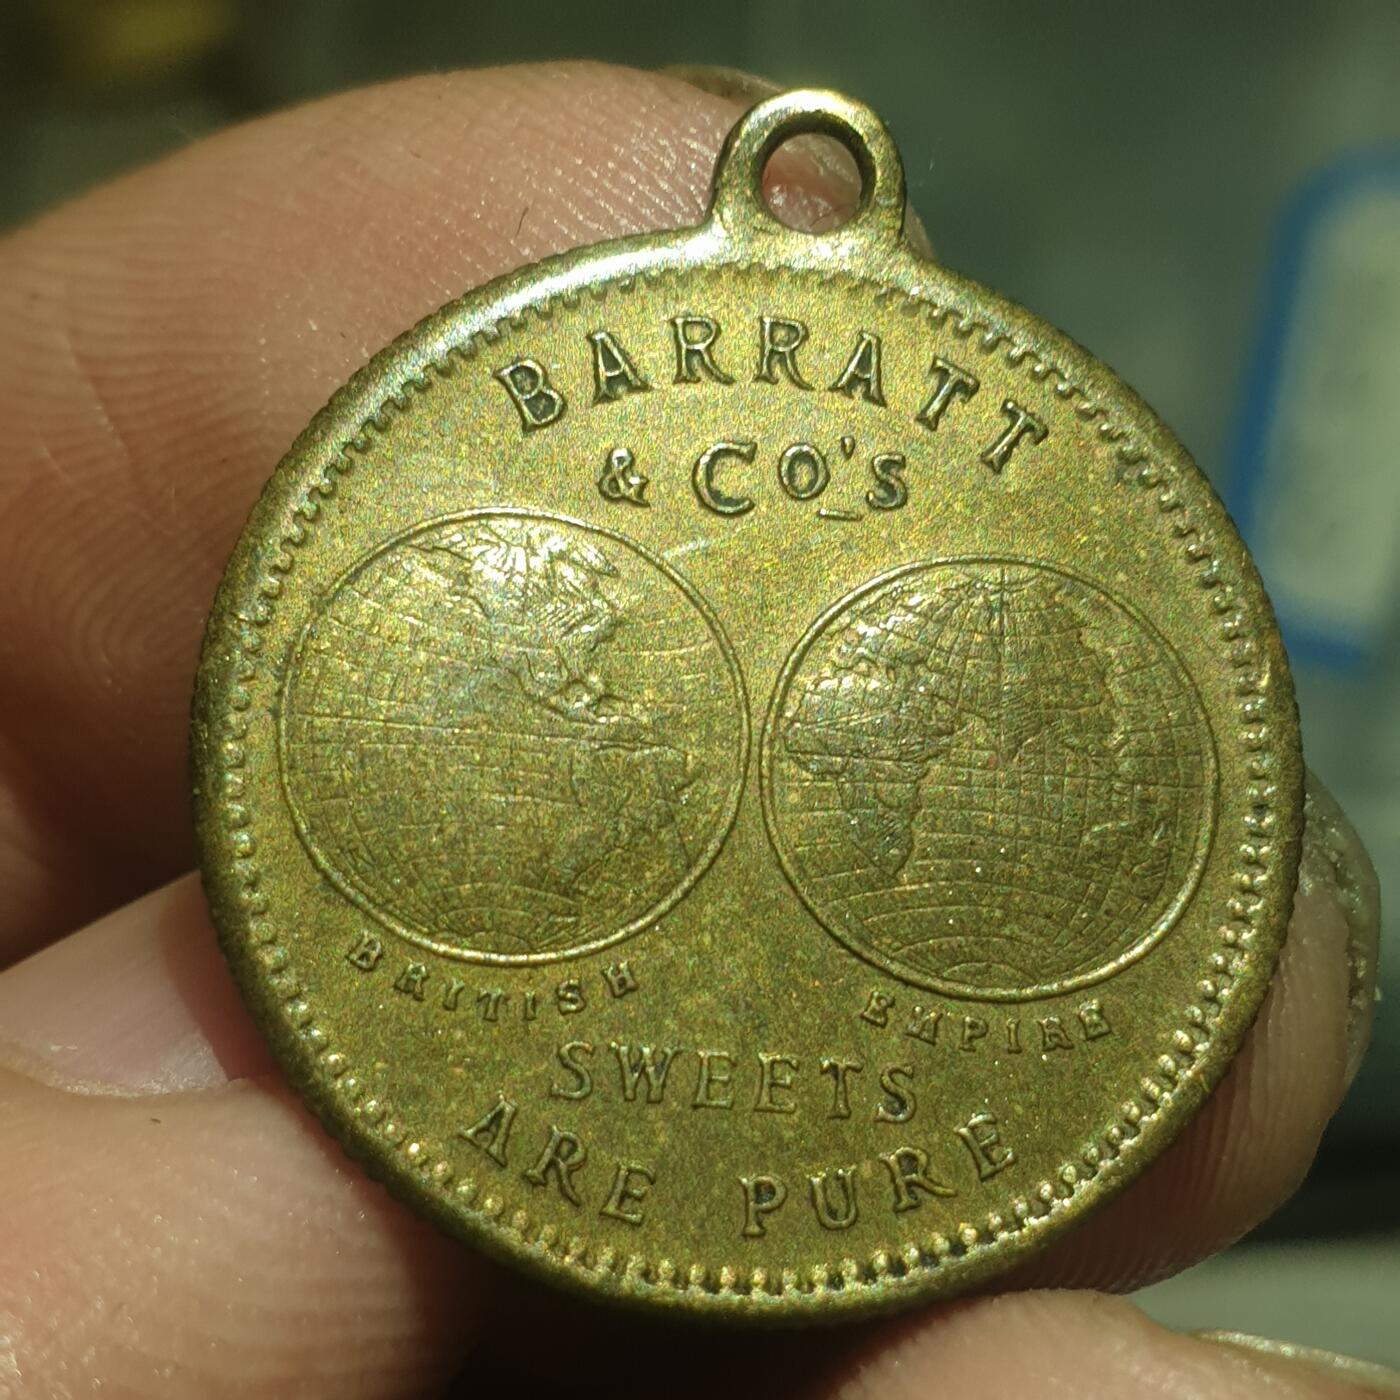 BARRATT
& CO'S
BRITISH EMPIRE
SWEETS
ARE PURE